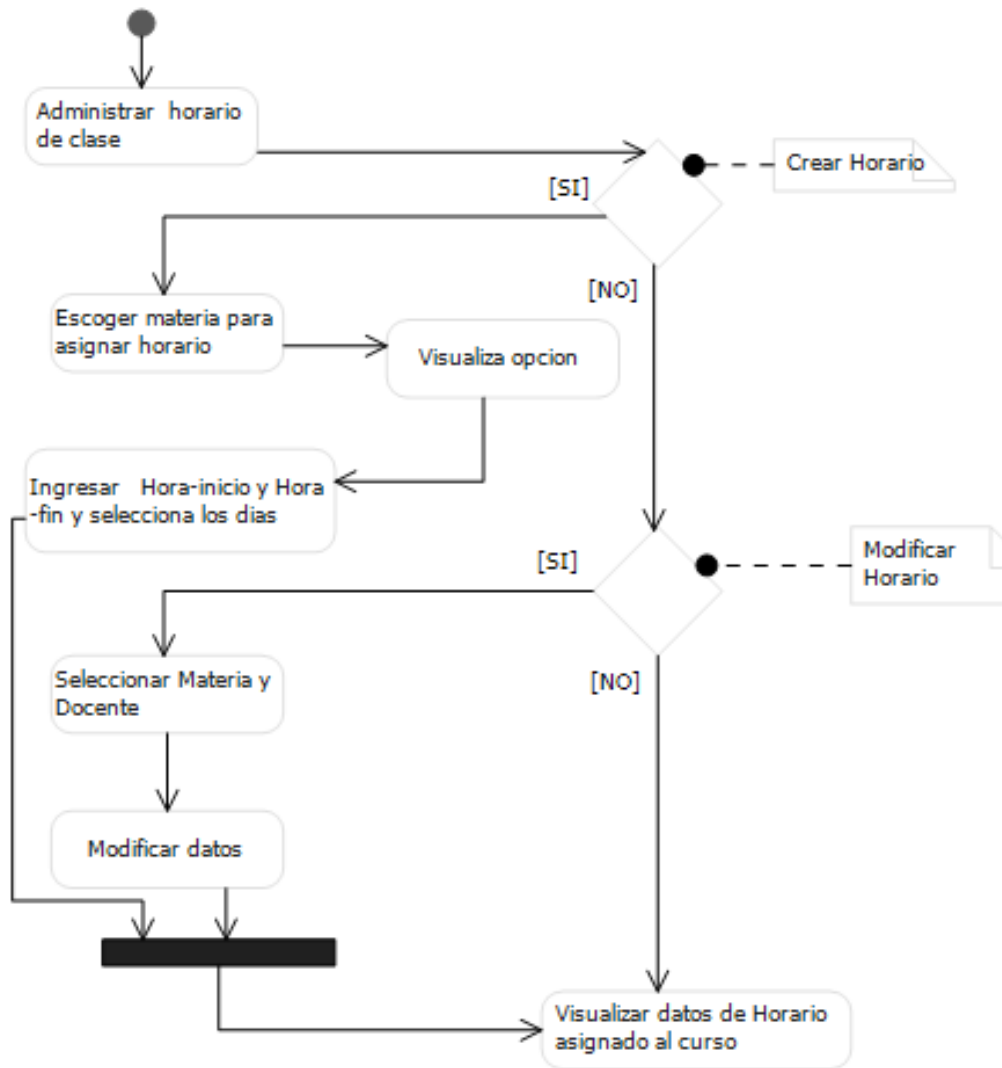 Administrar horario
de clase
Crear Horario
[SI]
[NO]
Escoger materia para
asignar horario
Visualiza opcion
Ingresar Hora-inicio y Hora
-fin y selecciona los dias
Modificar
Horario
[SI]
[NO]
Seleccionar Materia y
Docente
Modificar datos
Visualizar datos de Horario
asignado al curso